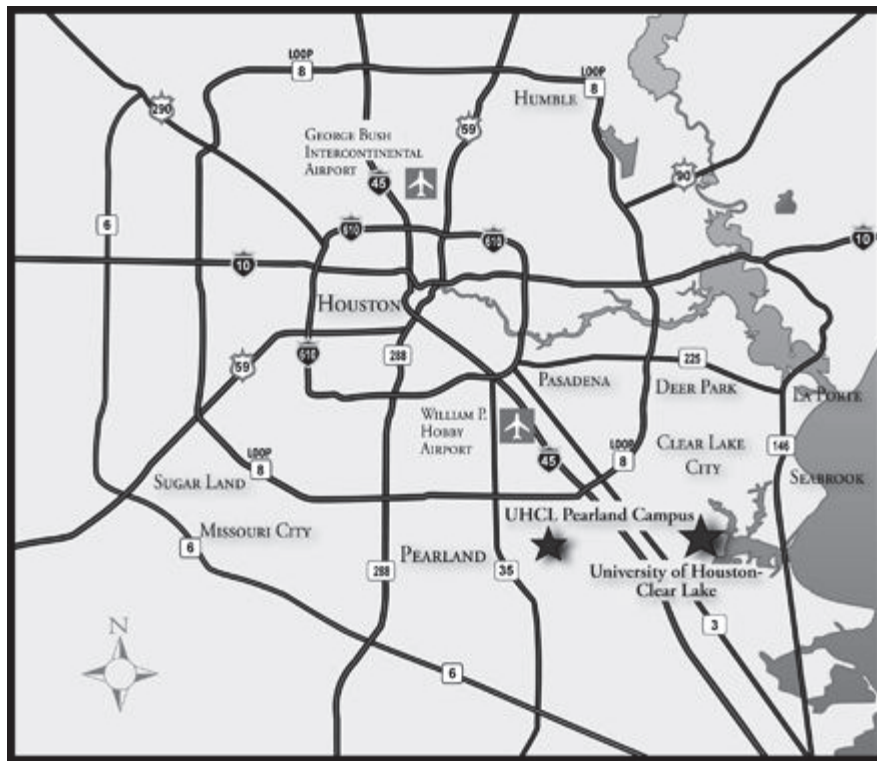 LOOP
8
LOOP
8
HUMBLE
290
59
GEORGE BUSH
INTERCONTINENTAL
AIRPORT
45
90
6
610
610
10
10
HOUSTON
59
610
288
225
PASADENA
DEER PARK
LA PORTE
WILLIAM P.
HOBBY
AIRPORT
CLEAR LAKE
CITY
146
LOOP
8
45
LOOP
8
SEABROOK
SUGAR LAND
UHCL Pearland Campus
MISSOURI CITY
6
PEARLAND
288
35
University of Houston-
Clear Lake
3
N
6